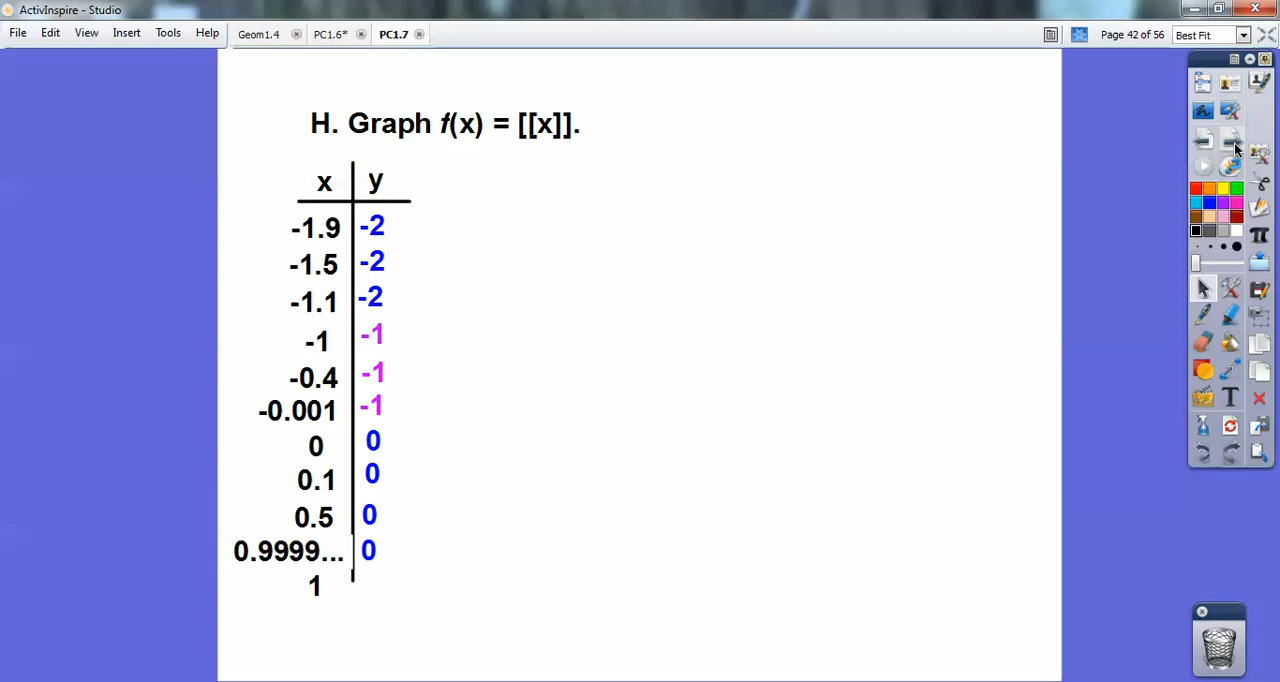 ActivInspire - Studio
File Edit View Insert Tools Help
Geom1.4 PC1.6* PC1.7
Page 42 of 56 Best Fit
H. Graph f(x) = [[x]].
x y
-1.9 -2
-1.5 -2
-1.1 -2
-1 -1
-0.4 -1
-0.001 -1
0 0
0.1 0
0.5 0
0.9999... 0
1